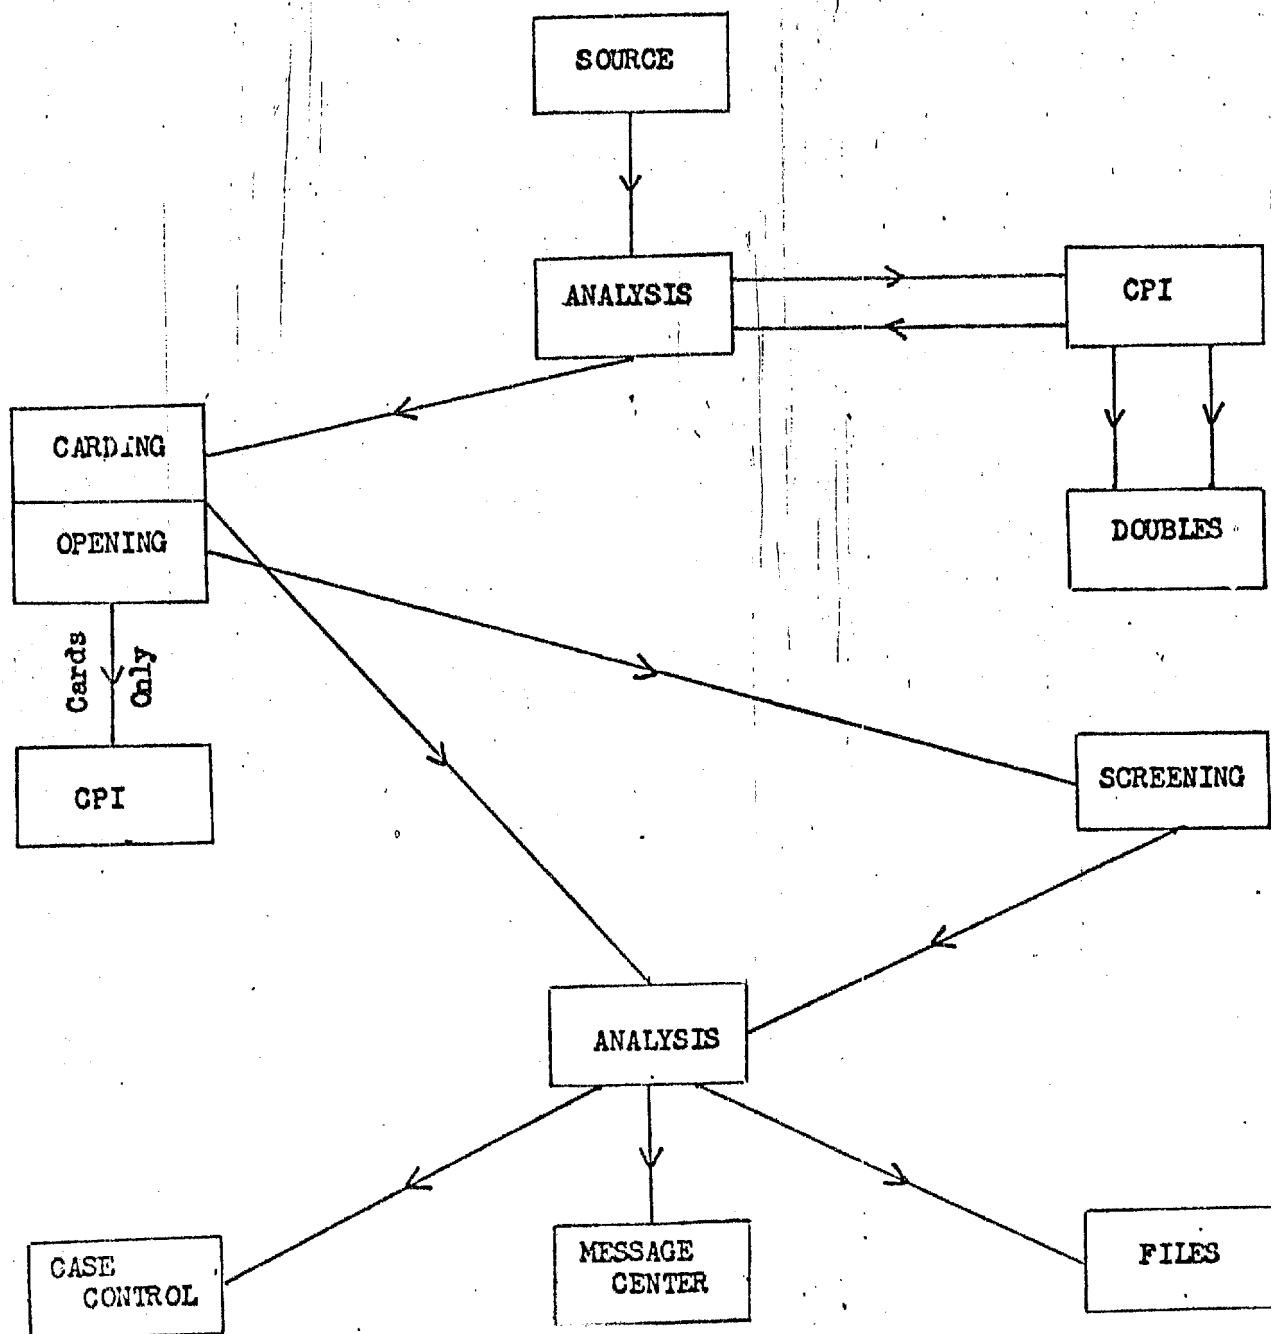 SOURCE
ANALYSIS
CPI
CARDING
OPENING
DOUBLES
Cards
Only
CPI
SCREENING
ANALYSIS
CASE
CONTROL
MESSAGE
CENTER
FILES